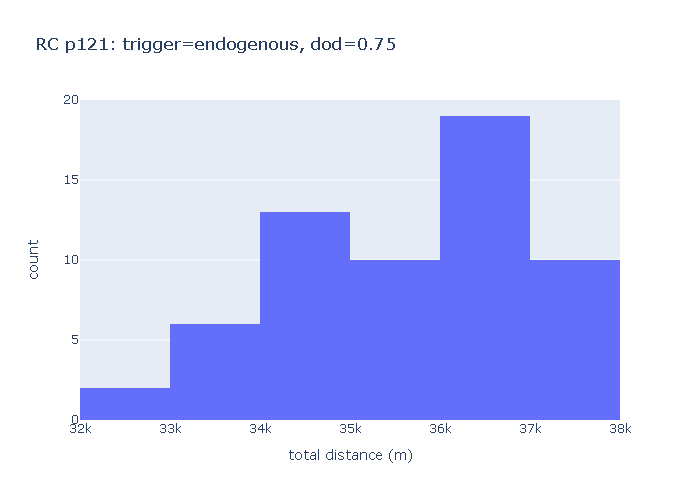 RC p121: trigger=endogenous, dod=0.75
20
15
10
5
0
count
32k 33k 34k 35k 36k 37k 38k
total distance (m)